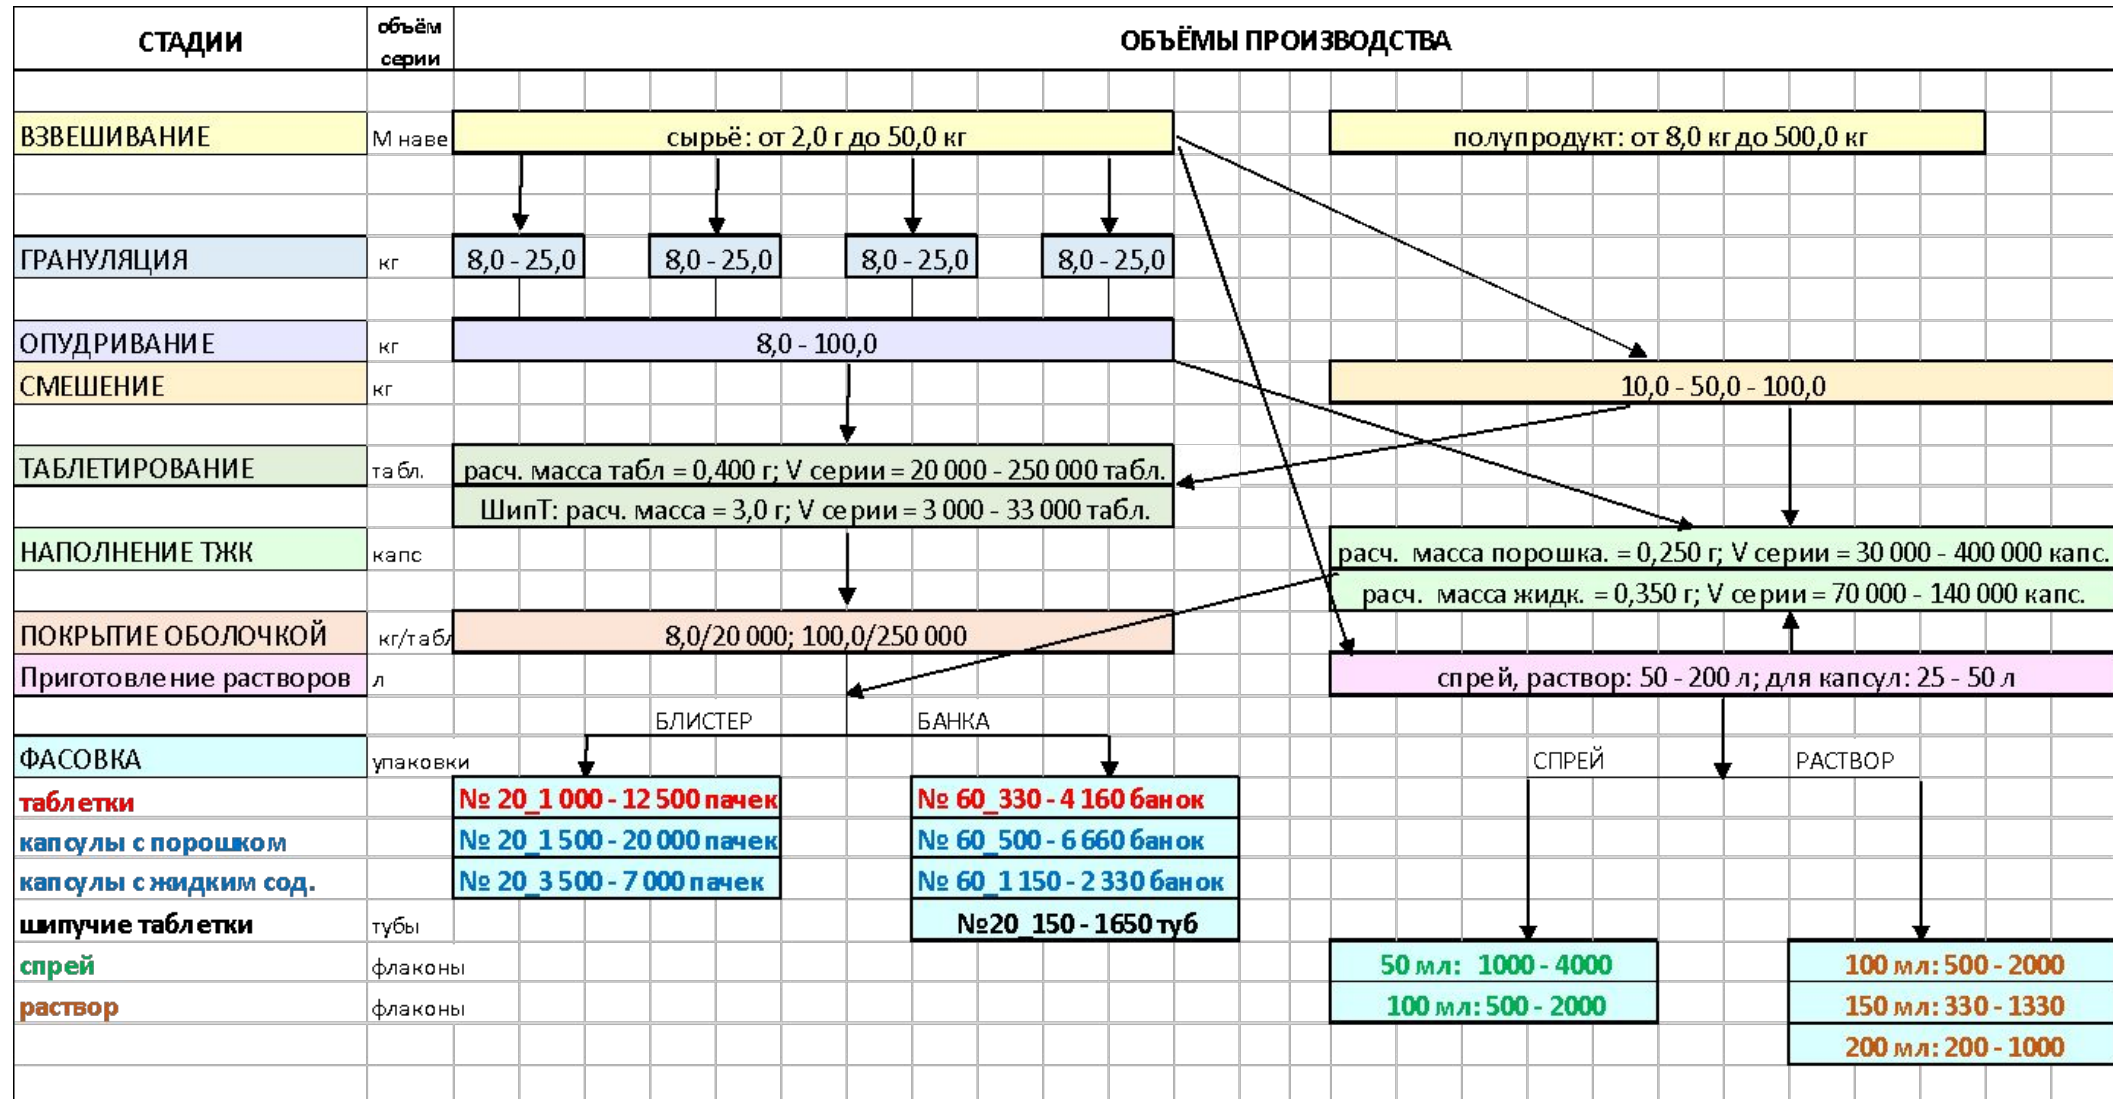 СТАДИИ
объём
серии
ОБЪЁМЫ ПРОИЗВОДСТВА
ВЗВЕШИВАНИЕ
М наве
сырьё: от 2,0 г до 50,0 кг
полупродукт: от 8,0 кг до 500,0 кг
ГРАНУЛЯЦИЯ
кг
8,0 - 25,0
8,0 - 25,0
8,0 - 25,0
8,0 - 25,0
ОПУДРИВАНИЕ
кг
8,0 - 100,0
СМЕШЕНИЕ
кг
10,0 - 50,0 - 100,0
ТАБЛЕТИРОВАНИЕ
табл.
расч. масса табл = 0,400 г; V серии = 20 000 - 250 000 табл.
ШипТ: расч. масса = 3,0 г; V серии = 3 000 - 33 000 табл.
НАПОЛНЕНИЕ ТЖК
капс
расч. масса порошка. = 0,250 г; V серии = 30 000 - 400 000 капс.
расч. масса жидк. = 0,350 г; V серии = 70 000 - 140 000 капс.
ПОКРЫТИЕ ОБОЛОЧКОЙ
кг/табл
8,0/20 000; 100,0/250 000
Приготовление растворов
л
спрей, раствор: 50 - 200 л; для капсул: 25 - 50 л
БЛИСТЕР
БАНКА
ФАСОВКА
упаковки
СПРЕЙ
РАСТВОР
таблетки
№ 20_1 000 - 12 500 пачек
№ 60_330 - 4 160 банок
капсулы с порошком
№ 20_1 500 - 20 000 пачек
№ 60_500 - 6 660 банок
капсулы с жидким сод.
№ 20_3 500 - 7 000 пачек
№ 60_1 150 - 2 330 банок
шипучие таблетки
тубы
№20_150 - 1650 туб
спрей
флаконы
50 мл: 1000 - 4000
100 мл: 500 - 2000
раствор
флаконы
100 мл: 500 - 2000
150 мл: 330 - 1330
200 мл: 200 - 1000